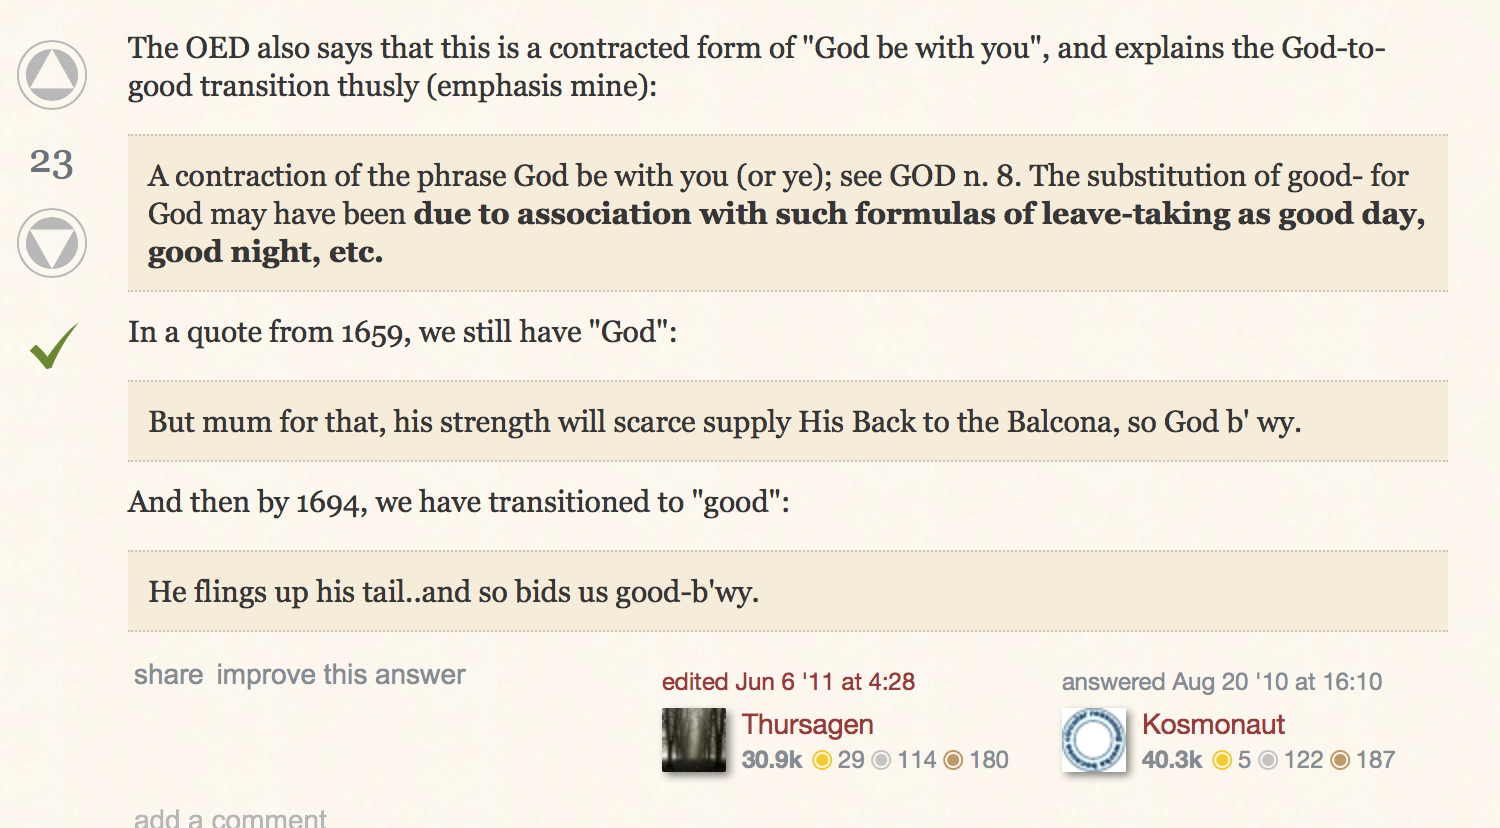 The OED also says that this is a contracted form of "God be with you", and explains the God-to-
good transition thusly (emphasis mine):
23
A contraction of the phrase God be with you (or ye); see GOD n. 8. The substitution of good- for
God may have been due to association with such formulas of leave-taking as good day,
good night, etc.
In a quote from 1659, we still have "God":
But mum for that, his strength will scarce supply His Back to the Balcona, so God b' wy.
And then by 1694, we have transitioned to "good":
He flings up his tail..and so bids us good-b'wy.
share improve this answer
edited Jun 6 '11 at 4:28
Thursagen
30.9k 29 114 180
answered Aug 20 '10 at 16:10
Kosmonaut
40.3k 5 122 187
add a comment